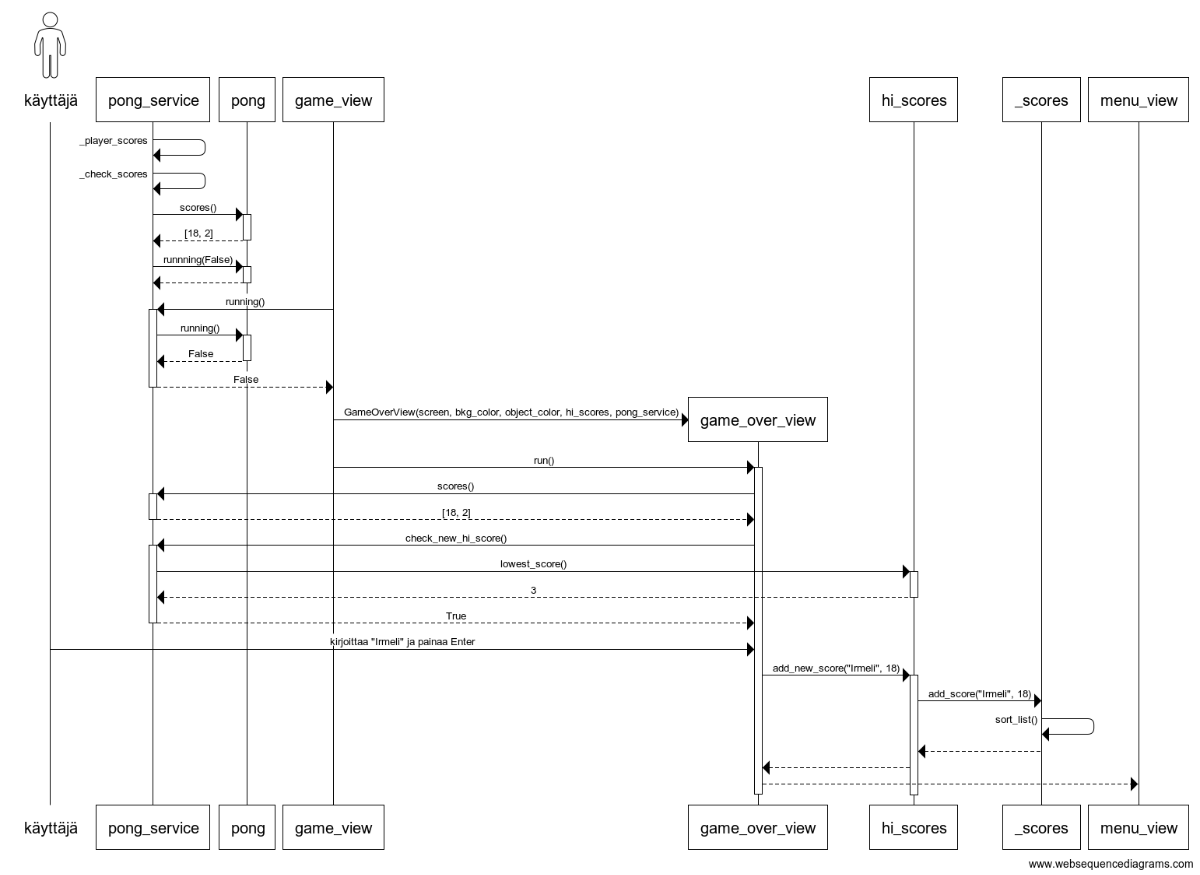 käyttäjä
pong_service
pong
game_view
hi_scores
_scores
menu_view
_player_scores
_check_scores
scores()
[18, 2]
runnning(False)
running()
running()
False
False
GameOverView(screen, bkg_color, object_color, hi_scores, pong_service)
game_over_view
run()
scores()
[18, 2]
check_new_hi_score()
lowest_score()
3
True
kirjoittaa "Irmeli" ja painaa Enter
add_new_score("Irmeli", 18)
add_score("Irmeli", 18)
sort_list()
käyttäjä
pong_service
pong
game_view
game_over_view
hi_scores
_scores
menu_view
www.websequencediagrams.com